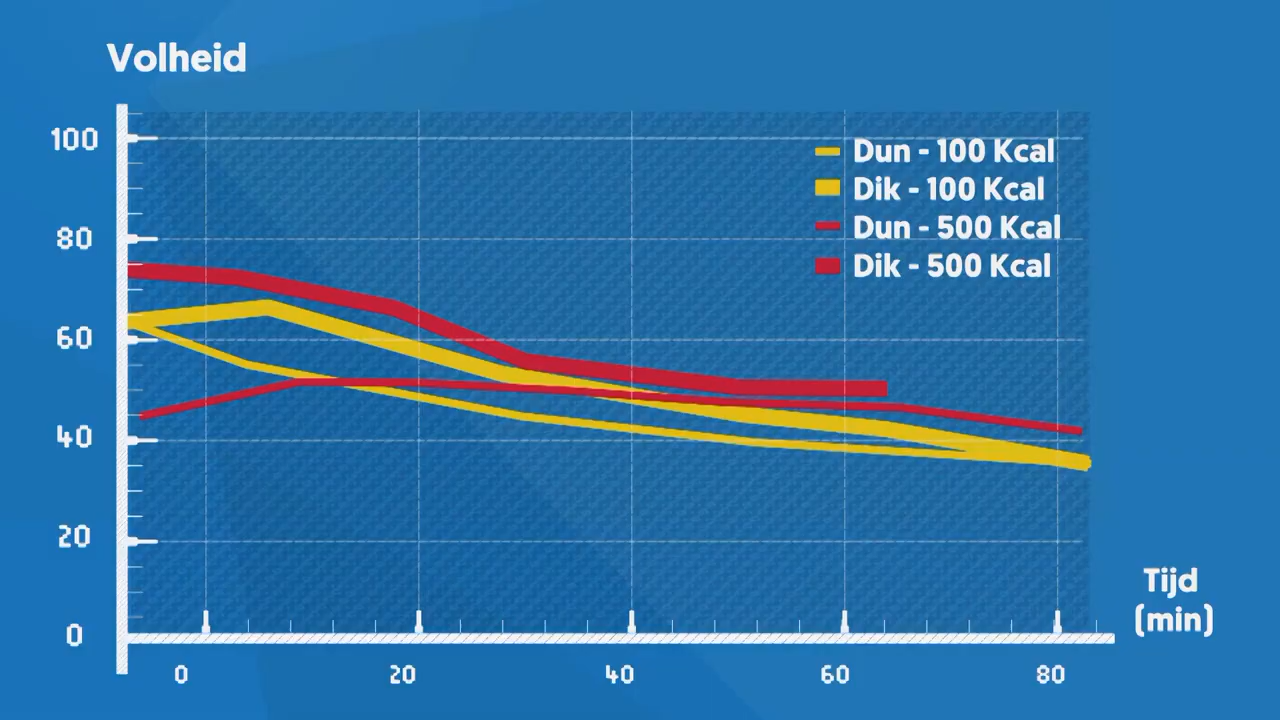 Volheid
100
80
60
40
20
0
Dun - 100 Kcal
Dik - 100 Kcal
Dun - 500 Kcal
Dik - 500 Kcal
Tijd
(min)
0 20 40 60 80